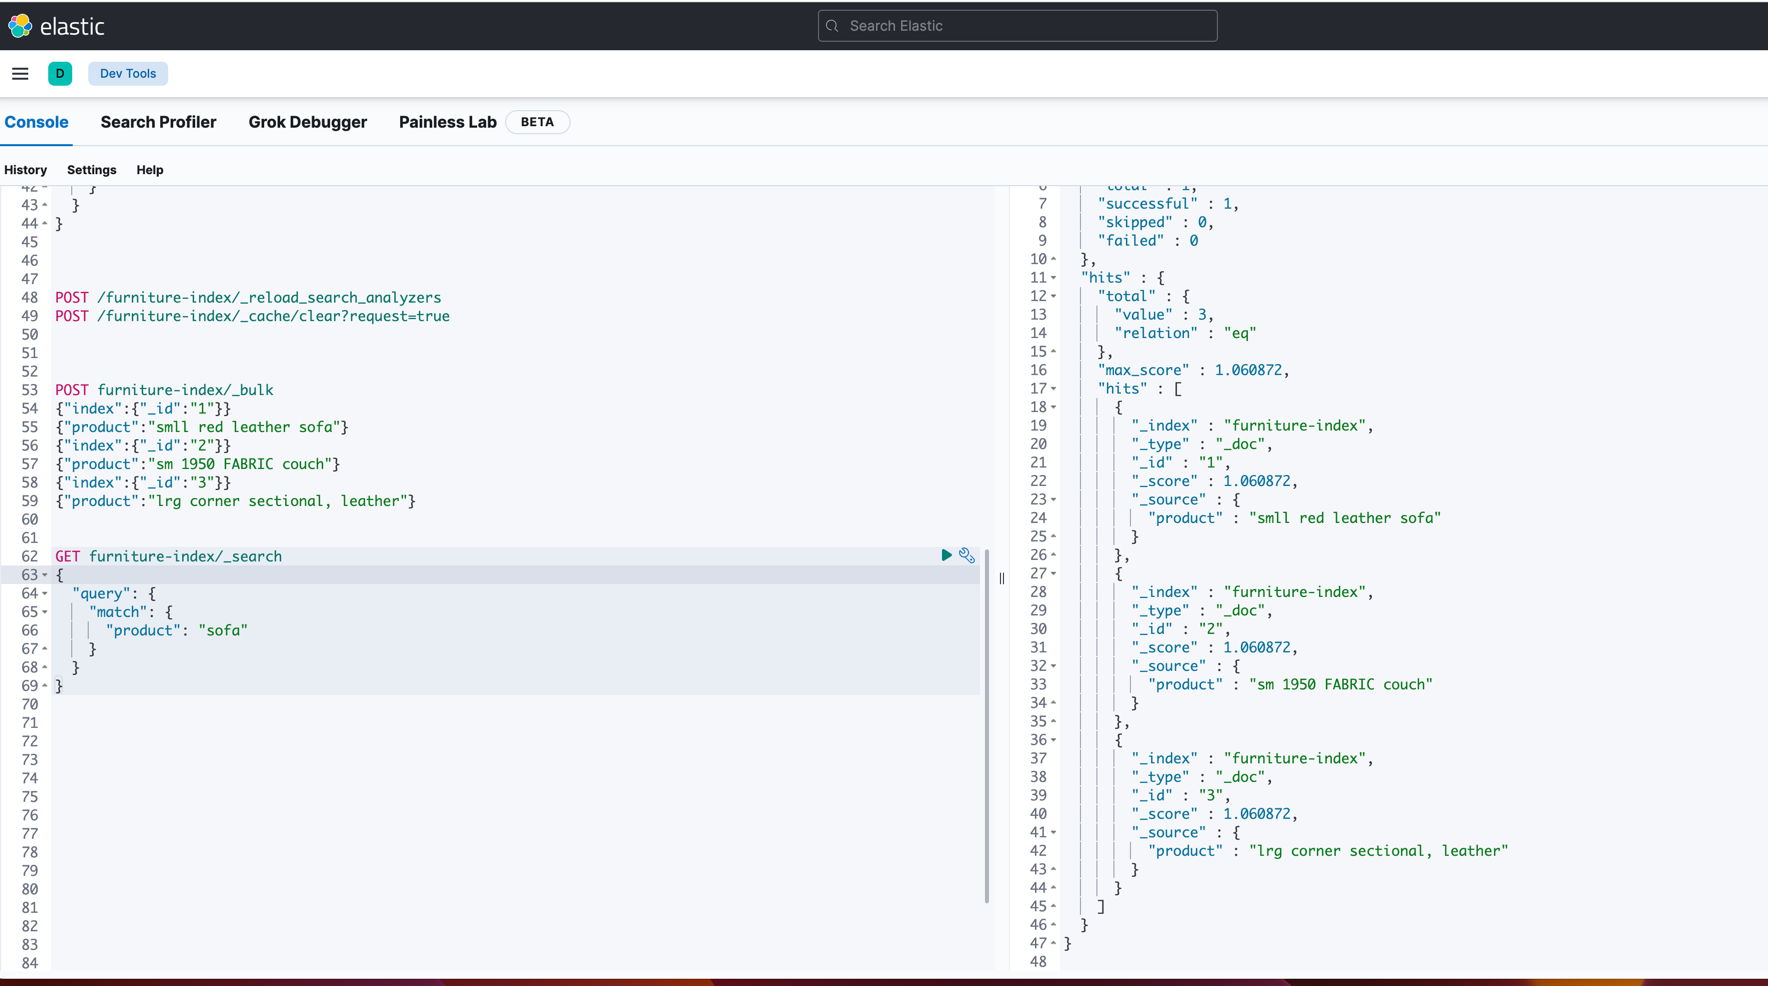 elastic
Search Elastic
D
Dev Tools
Console
Search Profiler
Grok Debugger
Painless Lab
BETA
History
Settings
Help
42 }
43 }
44 }
45
46
47
48 POST /furniture-index/_reload_search_analyzers
49 POST /furniture-index/_cache/clear?request=true
50
51
52
53 POST furniture-index/_bulk
54 {"index":{"_id":"1"}}
55 {"product":"smll red leather sofa"}
56 {"index":{"_id":"2"}}
57 {"product":"sm 1950 FABRIC couch"}
58 {"index":{"_id":"3"}}
59 {"product":"lrg corner sectional, leather"}
60
61
62 GET furniture-index/_search
63 {
64 "query": {
65 "match": {
66 "product": "sofa"
67 }
68 }
69 }
70
71
72
73
74
75
76
77
78
79
80
81
82
83
84
6 "total" : 1,
7 "successful" : 1,
8 "skipped" : 0,
9 "failed" : 0
10 },
11 "hits" : {
12 "total" : {
13 "value" : 3,
14 "relation" : "eq"
15 },
16 "max_score" : 1.060872,
17 "hits" : [
18 {
19 "_index" : "furniture-index",
20 "_type" : "_doc",
21 "_id" : "1",
22 "_score" : 1.060872,
23 "_source" : {
24 "product" : "smll red leather sofa"
25 }
26 },
27 {
28 "_index" : "furniture-index",
29 "_type" : "_doc",
30 "_id" : "2",
31 "_score" : 1.060872,
32 "_source" : {
33 "product" : "sm 1950 FABRIC couch"
34 }
35 },
36 {
37 "_index" : "furniture-index",
38 "_type" : "_doc",
39 "_id" : "3",
40 "_score" : 1.060872,
41 "_source" : {
42 "product" : "lrg corner sectional, leather"
43 }
44 }
45 ]
46 }
47 }
48